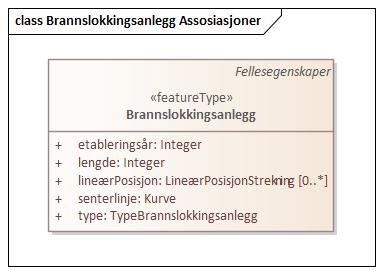 class Brannslokkingsanlegg Assosiasjoner
Fellesegenskaper
«featureType»
Brannslokkingsanlegg
+ etableringsår: Integer
+ lengde: Integer
+ lineærPosisjon: LineærPosisjonStrekning [0..*]
+ senterlinje: Kurve
+ type: TypeBrannslokkingsanlegg